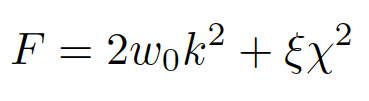 F = 2w₀k² + ξχ²